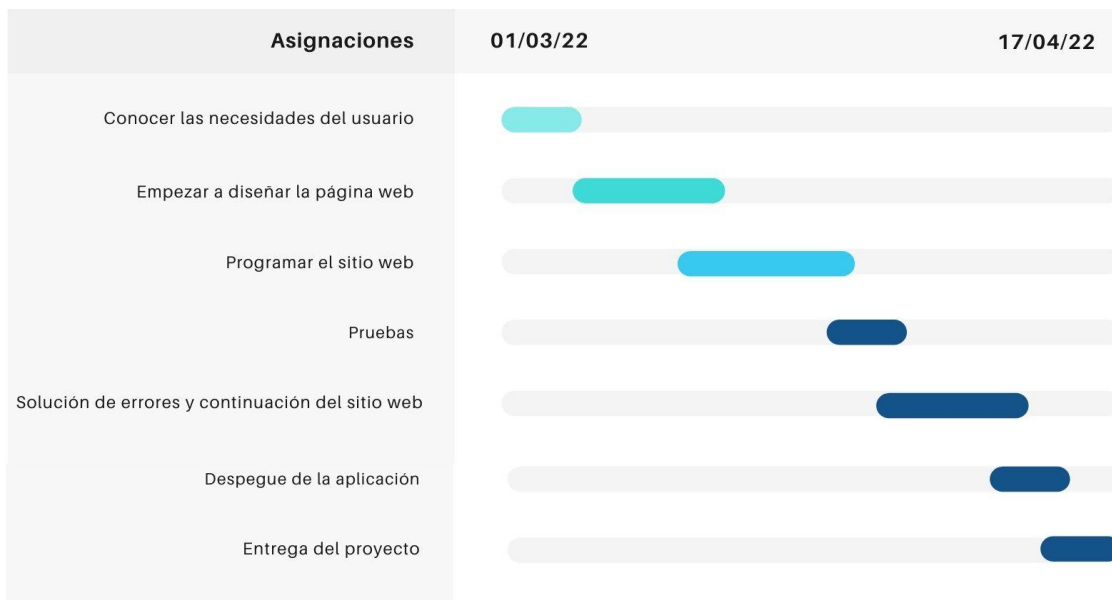 Asignaciones 01/03/22 17/04/22
Conocer las necesidades del usuario
Empezar a diseñar la página web
Programar el sitio web
Pruebas
Solución de errores y continuación del sitio web
Despegue de la aplicación
Entrega del proyecto